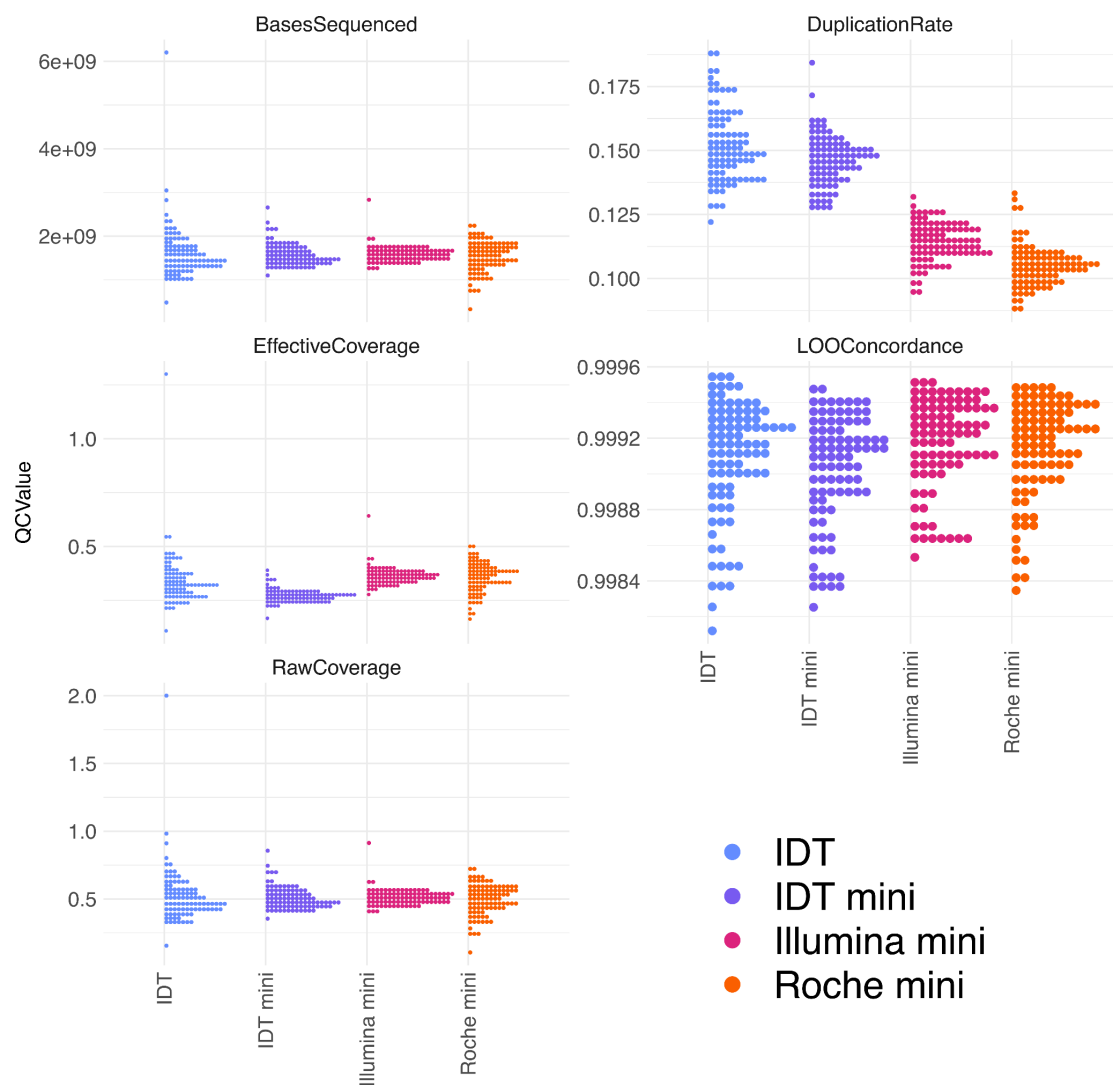 BasesSequenced
6e+09
4e+09
2e+09
DuplicationRate
0.175
0.150
0.125
0.100
EffectiveCoverage
1.0
0.5
LOOConcordance
0.9996
0.9992
0.9988
0.9984
IDT
IDT mini
Illumina mini
Roche mini
QCValue
RawCoverage
2.0
1.5
1.0
0.5
IDT
IDT mini
Illumina mini
Roche mini
IDT
IDT mini
Illumina mini
Roche mini